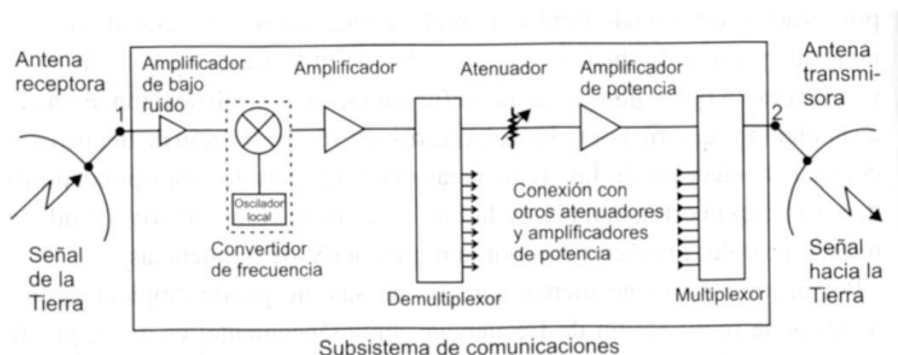 Antena
receptora
1
Amplificador
de bajo
ruido
Oscilador
local
Convertidor
de frecuencia
Amplificador
Demultiplexor
Atenuador
Amplificador
de potencia
Conexión con
otros atenuadores
y amplificadores
de potencia
Multiplexor
2
Antena
transmi-
sora
Señal
de la
Tierra
Señal
hacia la
Tierra
Subsistema de comunicaciones